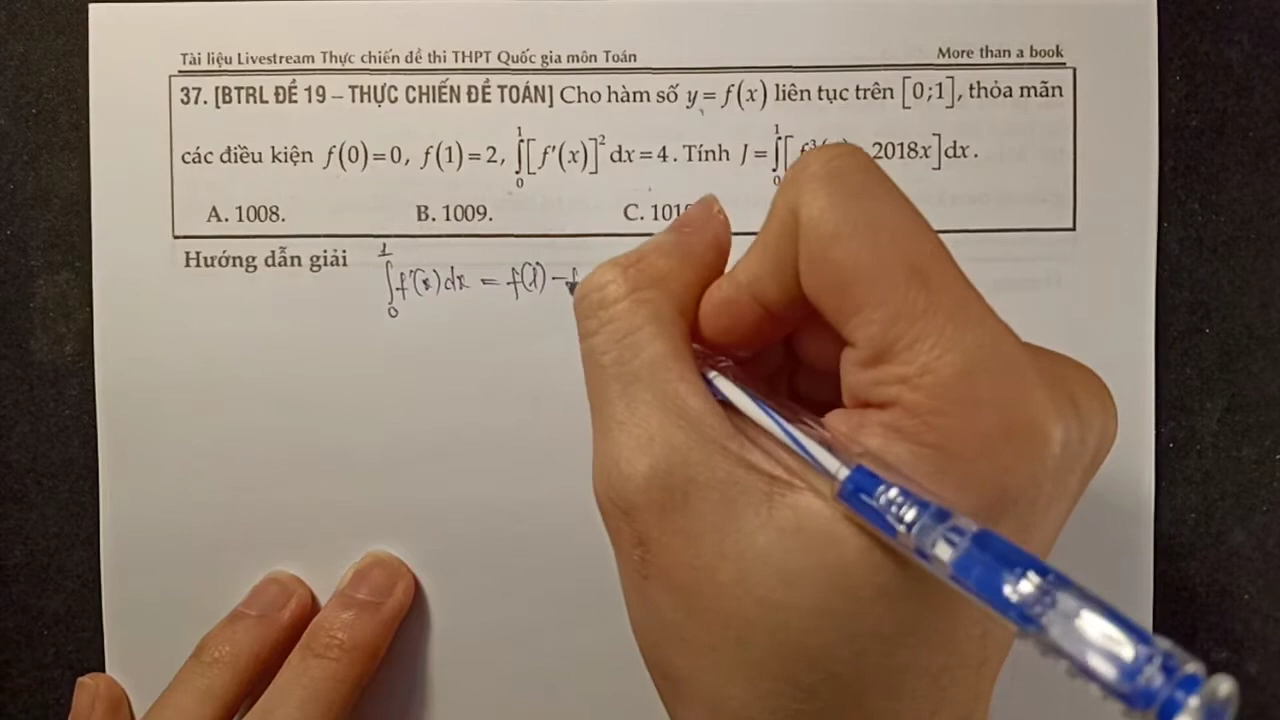 Tài liệu Livestream Thực chiến đề thi THPT Quốc gia môn Toán More than a book
37. [BTRL ĐỀ 19 – THỰC CHIẾN ĐỀ TOÁN] Cho hàm số y = f(x) liên tục trên [0;1], thỏa mãn
các điều kiện f(0)=0, f(1)=2, ∫₀¹[f'(x)]² dx = 4. Tính J = ∫₀¹[ f³ 2018x]dx.
A. 1008. B. 1009. C.
Hướng dẫn giải ∫₀¹ f'(x)dx = f(1) –